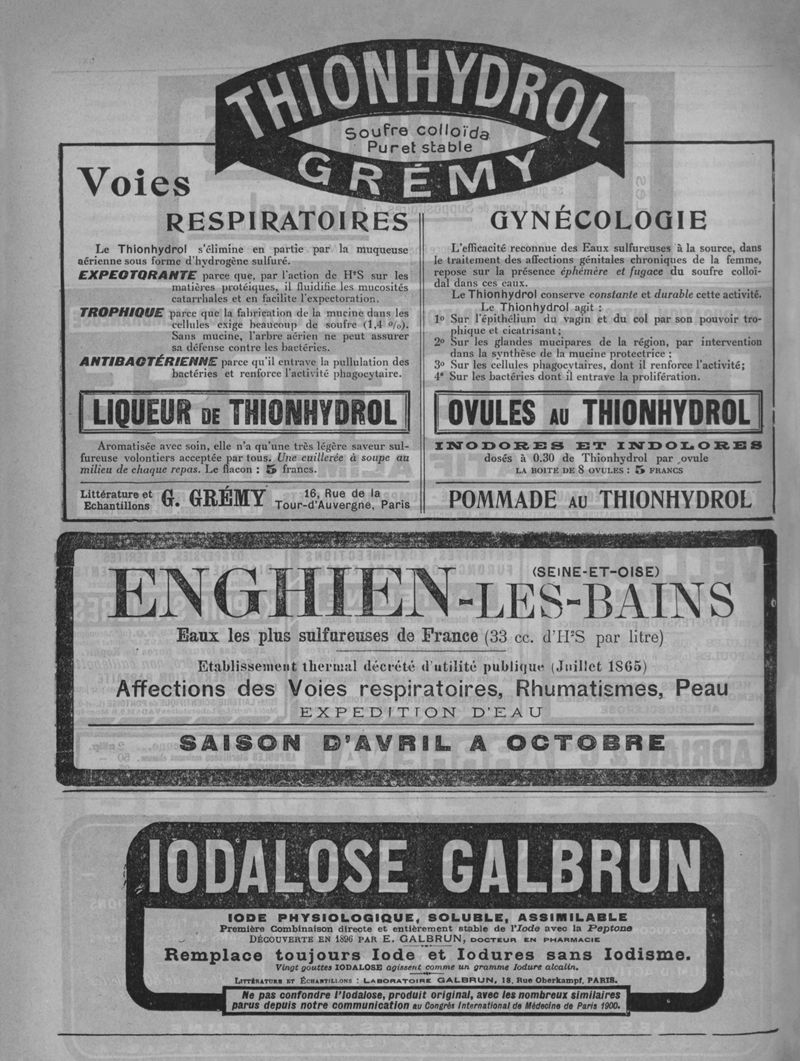 THIONHYDROL
Soufre colloïda
Pur et stable
GRÉMY
Voies
RESPIRATOIRES
Le Thionhydrol s'élimine en partie par la muqueuse
aérienne sous forme d'hydrogène sulfuré.
EXPECTORANTE parce que, par l'action de H²S sur les
matières protéiques, il fluidifie les mucosités
catarrhales et en facilite l'expectoration.
TROPHIQUE parce que la fabrication de la mucine dans les
cellules exige beaucoup de soufre (1,4 o/o).
Sans mucine, l'arbre aérien ne peut assurer
sa défense contre les bactéries.
ANTIBACTÉRIENNE parce qu'il entrave la pullulation des
bactéries et renforce l'activité phagocytaire.
LIQUEUR DE THIONHYDROL
Aromatisée avec soin, elle n'a qu'une très légère saveur sul-
fureuse volontiers acceptée par tous. Une cuillerée à soupe au
milieu de chaque repas. Le flacon : 5 francs.
Littérature et
Echantillons
G. GRÉMY
16, Rue de la
Tour-d'Auvergne, Paris
GYNÉCOLOGIE
L'efficacité reconnue des Eaux sulfureuses à la source, dans
le traitement des affections génitales chroniques de la femme,
repose sur la présence éphémère et fugace du soufre colloï-
dal dans ces eaux.
Le Thionhydrol conserve constante et durable cette activité.
Le Thionhydrol agit :
1o Sur l'épithélium du vagin et du col par son pouvoir tro-
phique et cicatrisant ;
2o Sur les glandes mucipares de la région, par intervention
dans la synthèse de la mucine protectrice ;
3o Sur les cellules phagocytaires, dont il renforce l'activité;
4° Sur les bactéries dont il entrave la prolifération.
OVULES AU THIONHYDROL
INODORES ET INDOLORES
dosés à 0.30 de Thionhydrol par ovule
LA BOITE DE 8 OVULES : 5 FRANCS
POMMADE AU THIONHYDROL
(SEINE-ET-OISE)
ENGHIEN-LES-BAINS
Eaux les plus sulfureuses de France (33 cc. d'H²S par litre)
Etablissement thermal décrété d'utilité publique (Juillet 1865)
Affections des Voies respiratoires, Rhumatismes, Peau
EXPEDITION D'EAU
SAISON D'AVRIL A OCTOBRE
IODALOSE GALBRUN
IODE PHYSIOLOGIQUE, SOLUBLE, ASSIMILABLE
Première Combinaison directe et entièrement stable de l'Iode avec la Peptone
DÉCOUVERTE EN 1896 PAR E. GALBRUN, DOCTEUR EN PHARMACIE
Remplace toujours Iode et Iodures sans Iodisme.
Vingt gouttes IODALOSE agissent comme un gramme Iodure alcalin.
LITTÉRATURE ET ÉCHANTILLONS : LABORATOIRE GALBRUN, 18, Rue Oberkampf, PARIS.
Ne pas confondre l'Iodalose, produit original, avec les nombreux similaires
parus depuis notre communication au Congrès International de Médecine de Paris 1900.